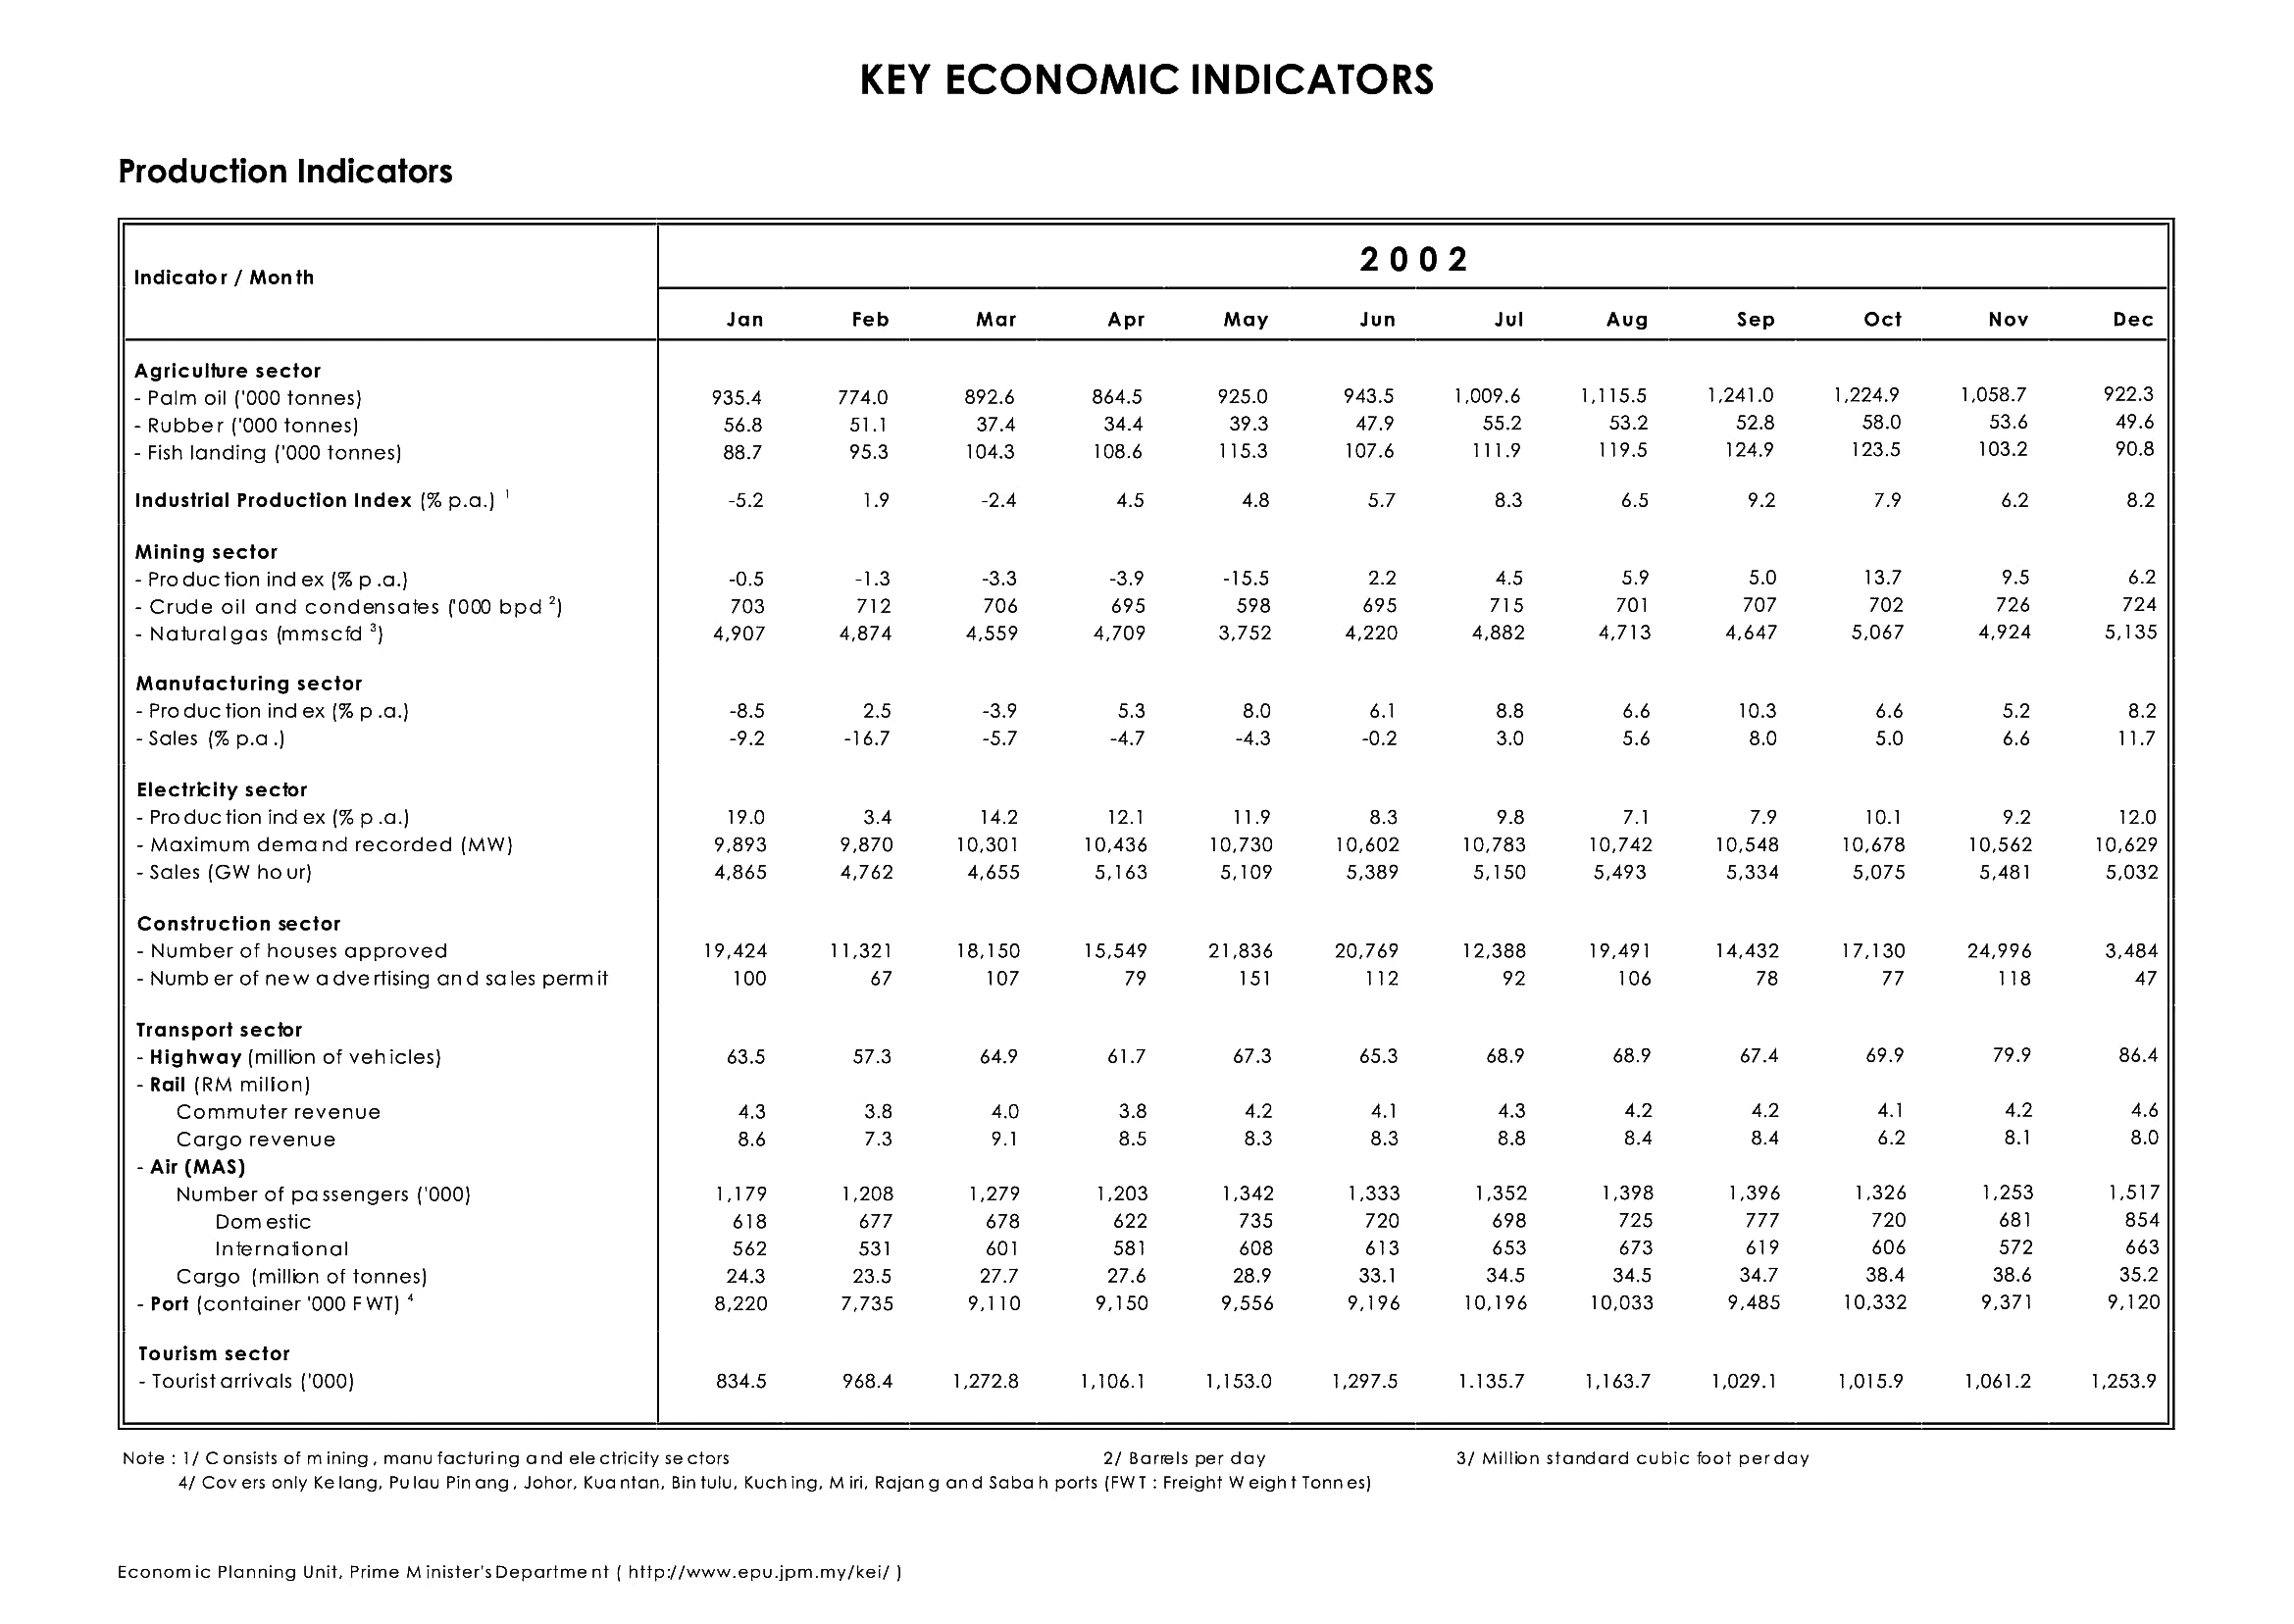 KEY ECONOMIC INDICATORS
Production Indicators
Indicator / Month
2002
Jan Feb Mar Apr May Jun Jul Aug Sep Oct Nov Dec
Agriculture sector
- Palm oil ('000 tonnes) 935.4 774.0 892.6 864.5 925.0 943.5 1,009.6 1,115.5 1,241.0 1,224.9 1,058.7 922.3
- Rubber ('000 tonnes) 56.8 51.1 37.4 34.4 39.3 47.9 55.2 53.2 52.8 58.0 53.6 49.6
- Fish landing ('000 tonnes) 88.7 95.3 104.3 108.6 115.3 107.6 111.9 119.5 124.9 123.5 103.2 90.8
Industrial Production Index (% p.a.) 1 -5.2 1.9 -2.4 4.5 4.8 5.7 8.3 6.5 9.2 7.9 6.2 8.2
Mining sector
- Production index (% p.a.) -0.5 -1.3 -3.3 -3.9 -15.5 2.2 4.5 5.9 5.0 13.7 9.5 6.2
- Crude oil and condensates ('000 bpd 2) 703 712 706 695 598 695 715 701 707 702 726 724
- Natural gas (mmscfd 3) 4,907 4,874 4,559 4,709 3,752 4,220 4,882 4,713 4,647 5,067 4,924 5,135
Manufacturing sector
- Production index (% p.a.) -8.5 2.5 -3.9 5.3 8.0 6.1 8.8 6.6 10.3 6.6 5.2 8.2
- Sales (% p.a.) -9.2 -16.7 -5.7 -4.7 -4.3 -0.2 3.0 5.6 8.0 5.0 6.6 11.7
Electricity sector
- Production index (% p.a.) 19.0 3.4 14.2 12.1 11.9 8.3 9.8 7.1 7.9 10.1 9.2 12.0
- Maximum demand recorded (MW) 9,893 9,870 10,301 10,436 10,730 10,602 10,783 10,742 10,548 10,678 10,562 10,629
- Sales (GW hour) 4,865 4,762 4,655 5,163 5,109 5,389 5,150 5,493 5,334 5,075 5,481 5,032
Construction sector
- Number of houses approved 19,424 11,321 18,150 15,549 21,836 20,769 12,388 19,491 14,432 17,130 24,996 3,484
- Number of new advertising and sales permit 100 67 107 79 151 112 92 106 78 77 118 47
Transport sector
- Highway (million of vehicles) 63.5 57.3 64.9 61.7 67.3 65.3 68.9 68.9 67.4 69.9 79.9 86.4
- Rail (RM million)
Commuter revenue 4.3 3.8 4.0 3.8 4.2 4.1 4.3 4.2 4.2 4.1 4.2 4.6
Cargo revenue 8.6 7.3 9.1 8.5 8.3 8.3 8.8 8.4 8.4 6.2 8.1 8.0
- Air (MAS)
Number of passengers ('000) 1,179 1,208 1,279 1,203 1,342 1,333 1,352 1,398 1,396 1,326 1,253 1,517
Domestic 618 677 678 622 735 720 698 725 777 720 681 854
International 562 531 601 581 608 613 653 673 619 606 572 663
Cargo (million of tonnes) 24.3 23.5 27.7 27.6 28.9 33.1 34.5 34.5 34.7 38.4 38.6 35.2
- Port (container '000 FWT) 4 8,220 7,735 9,110 9,150 9,556 9,196 10,196 10,033 9,485 10,332 9,371 9,120
Tourism sector
- Tourist arrivals ('000) 834.5 968.4 1,272.8 1,106.1 1,153.0 1,297.5 1.135.7 1,163.7 1,029.1 1,015.9 1,061.2 1,253.9
Note : 1/ Consists of mining, manufacturing and electricity sectors 2/ Barrels per day 3/ Million standard cubic foot per day
4/ Covers only Kelang, Pulau Pinang, Johor, Kuantan, Bintulu, Kuching, Miri, Rajang and Sabah ports (FWT : Freight Weight Tonnes)
Economic Planning Unit, Prime Minister's Department ( http://www.epu.jpm.my/kei/ )